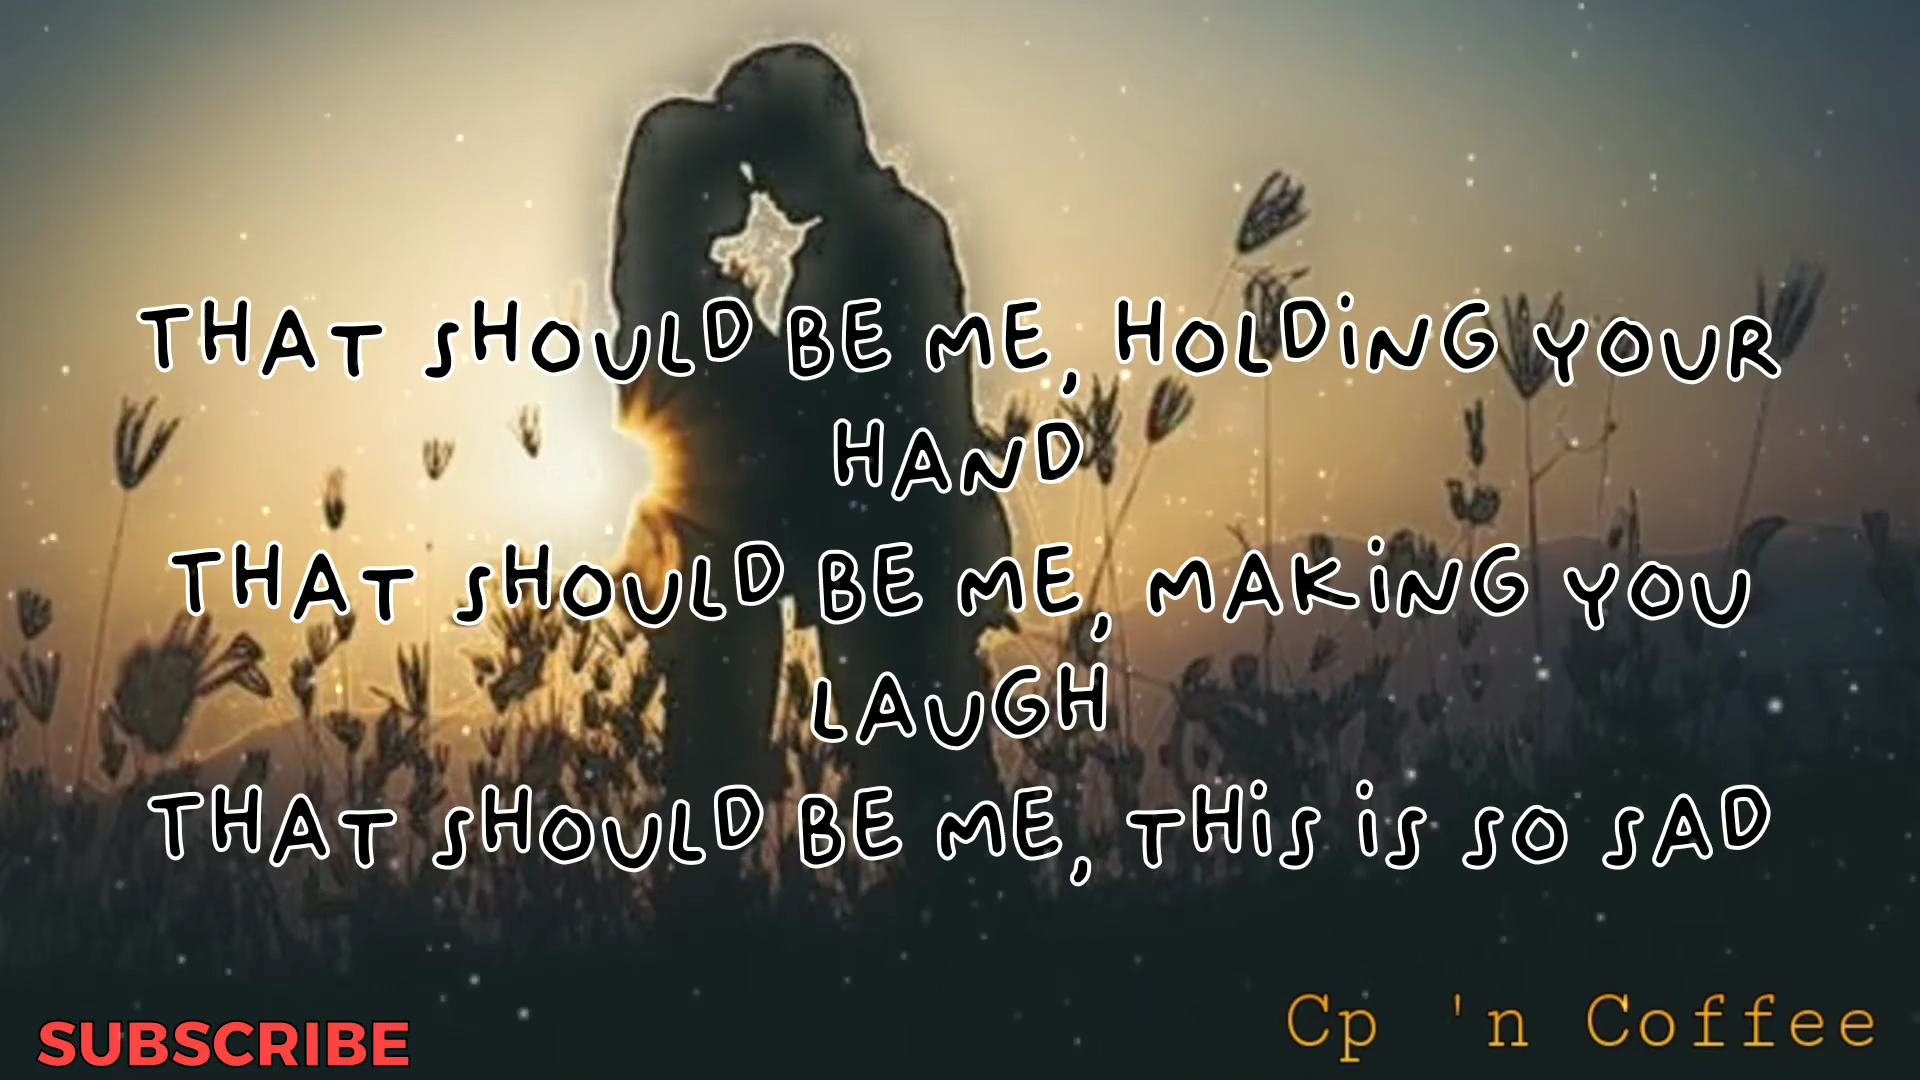 THAT SHOULD BE ME, HOLDING YOUR
HAND
THAT SHOULD BE ME, MAKING YOU
LAUGH
THAT SHOULD BE ME, THIS IS SO SAD
SUBSCRIBE
Cp 'n Coffee